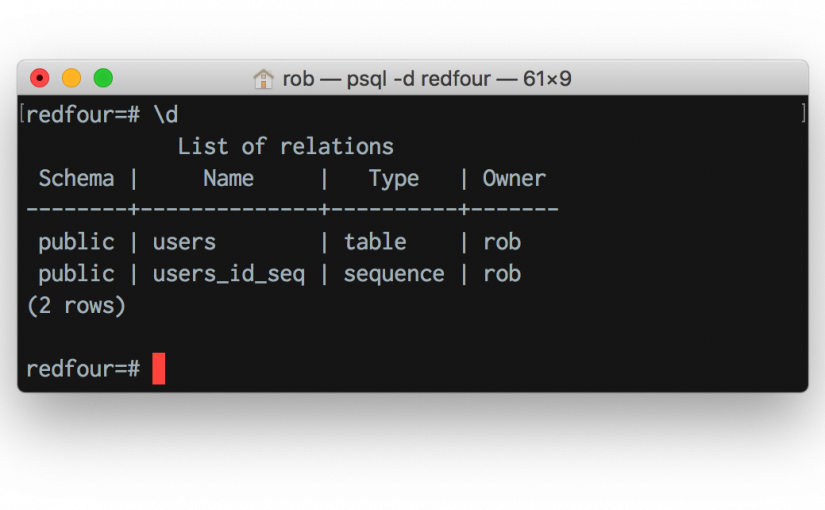 rob — psql -d redfour — 61×9
[redfour=# \d ]
List of relations
Schema | Name | Type | Owner
--------+--------------+----------+-------
public | users | table | rob
public | users_id_seq | sequence | rob
(2 rows)
redfour=#